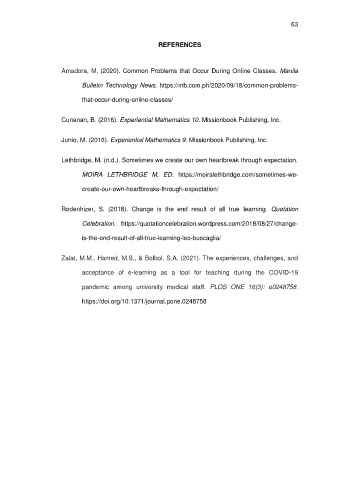 63
REFERENCES
Amadora, M. (2020). Common Problems that Occur During Online Classes. Manila
Bulletin Technology News. https://mb.com.ph/2020/09/18/common-problems-
that-occur-during-online-classes/
Cunanan, B. (2016). Experiential Mathematics 10. Missionbook Publishing, Inc.
Junio, M. (2016). Experiential Mathematics 9. Missionbook Publishing, Inc.
Lethbridge, M. (n.d.). Sometimes we create our own heartbreak through expectation.
MOIRA LETHBRIDGE M. ED. https://moiralethbridge.com/sometimes-we-
create-our-own-heartbreaks-through-expectation/
Rodenhizer, S. (2018). Change is the end result of all true learning. Quotation
Celebration. https://quotationcelebration.wordpress.com/2018/08/27/change-
is-the-end-result-of-all-true-learning-leo-buscaglia/
Zalat, M.M., Hamed, M.S., & Bolbol, S.A. (2021). The experiences, challenges, and
acceptance of e-learning as a tool for teaching during the COVID-19
pandemic among university medical staff. PLOS ONE 16(3): e0248758.
https://doi.org/10.1371/journal.pone.0248758